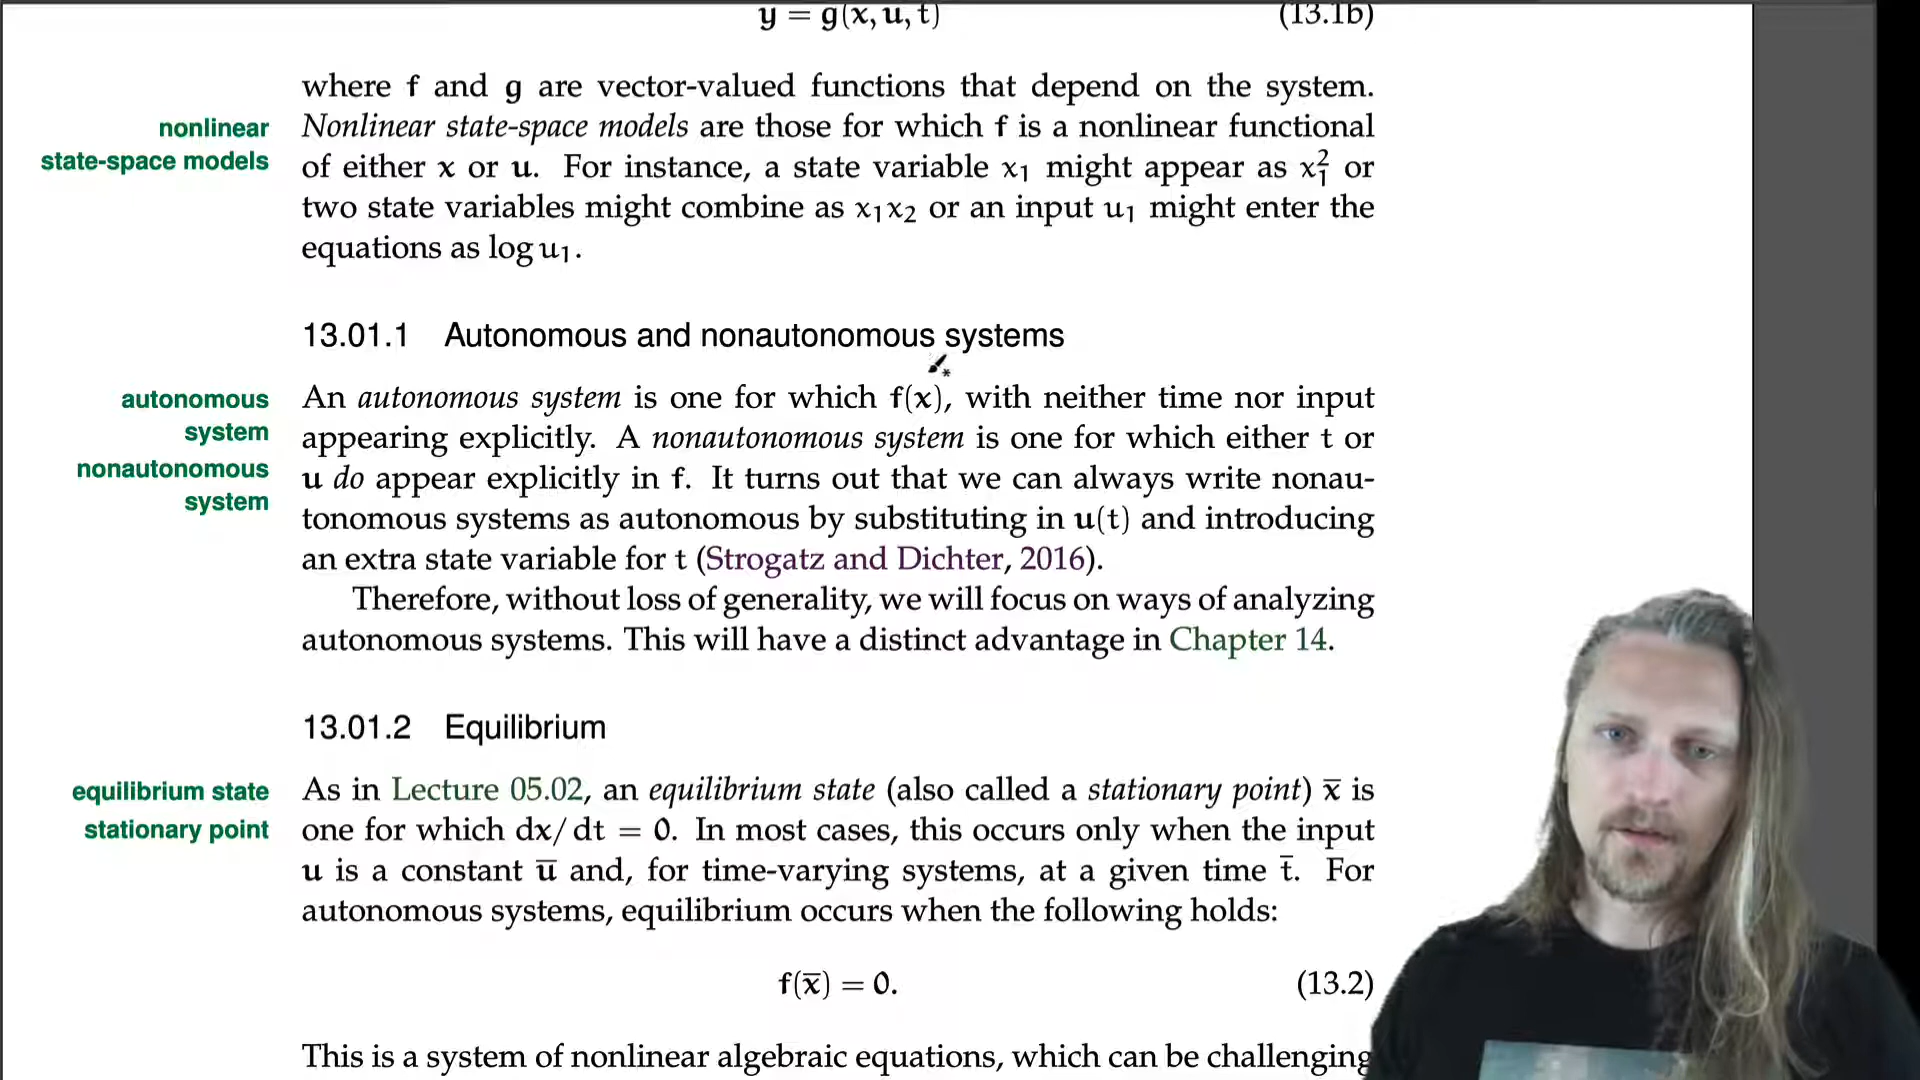 y = g(x, u, t) (13.1b)
where f and g are vector-valued functions that depend on the system.
nonlinear
state-space models
Nonlinear state-space models are those for which f is a nonlinear functional
of either x or u. For instance, a state variable x₁ might appear as x₁² or
two state variables might combine as x₁x₂ or an input u₁ might enter the
equations as log u₁.
13.01.1 Autonomous and nonautonomous systems
autonomous
system
nonautonomous
system
An autonomous system is one for which f(x), with neither time nor input
appearing explicitly. A nonautonomous system is one for which either t or
u do appear explicitly in f. It turns out that we can always write nonau-
tonomous systems as autonomous by substituting in u(t) and introducing
an extra state variable for t (Strogatz and Dichter, 2016).
Therefore, without loss of generality, we will focus on ways of analyzing
autonomous systems. This will have a distinct advantage in Chapter 14.
13.01.2 Equilibrium
equilibrium state
stationary point
As in Lecture 05.02, an equilibrium state (also called a stationary point) x̅ is
one for which dx/dt = 0. In most cases, this occurs only when the input
u is a constant u̅ and, for time-varying systems, at a given time t̅. For
autonomous systems, equilibrium occurs when the following holds:
f(x̅) = 0. (13.2)
This is a system of nonlinear algebraic equations, which can be challenging